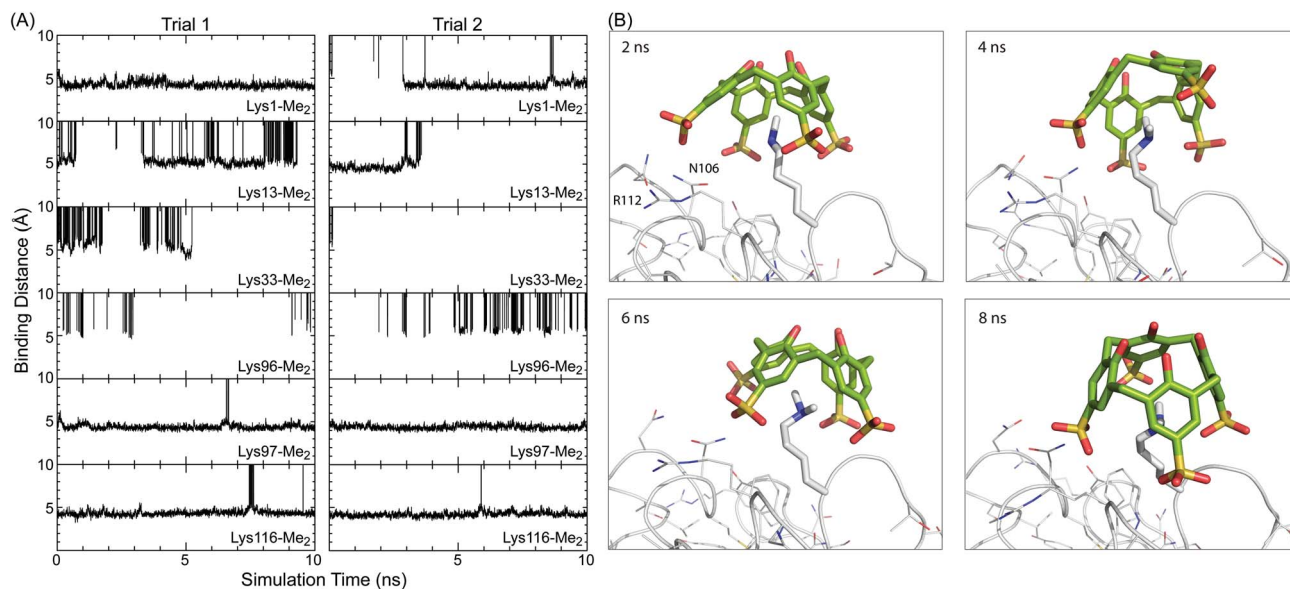 (A)
Trial 1
Trial 2
Binding Distance (Å)
10
5
Lys1-Me2
Lys1-Me2
10
5
Lys13-Me2
Lys13-Me2
10
5
Lys33-Me2
Lys33-Me2
10
5
Lys96-Me2
Lys96-Me2
10
5
Lys97-Me2
Lys97-Me2
10
5
Lys116-Me2
Lys116-Me2
0 5 10
5 10
Simulation Time (ns)
(B)
2 ns
N106
R112
4 ns
6 ns
8 ns